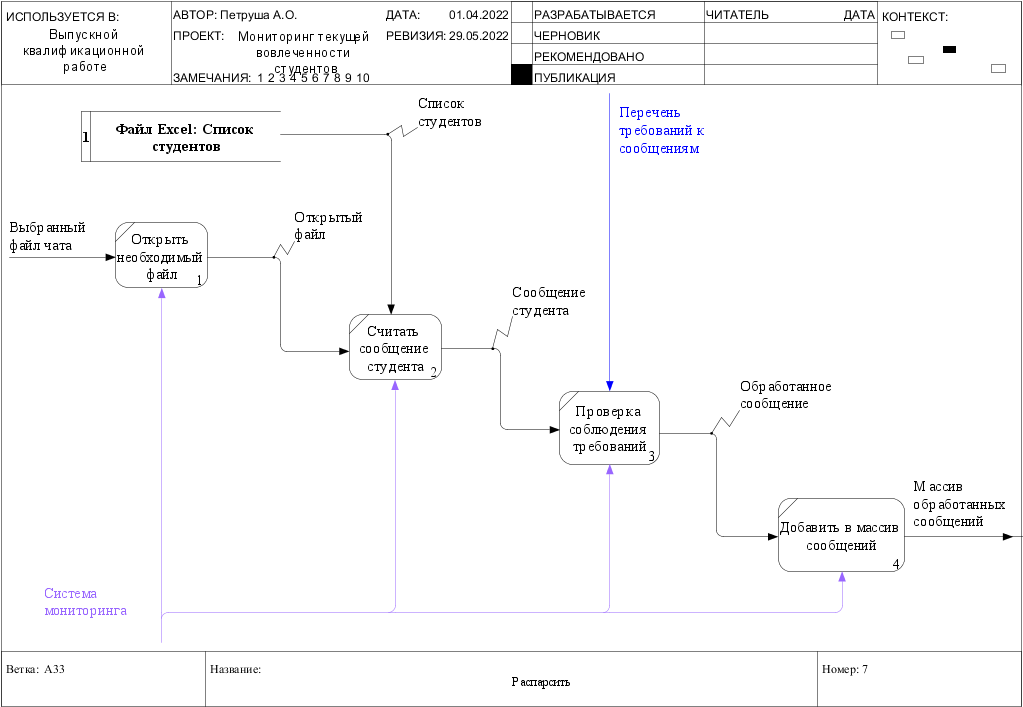 ИСПОЛЬЗУЕТСЯ В:
Выпускной
квалификационной
работе
АВТОР: Петруша А.О.
ДАТА: 01.04.2022
ПРОЕКТ: Мониторинг текущей
вовлеченности
студентов
РЕВИЗИЯ: 29.05.2022
ЗАМЕЧАНИЯ: 1 2 3 4 5 6 7 8 9 10
РАЗРАБАТЫВАЕТСЯ
ЧЕРНОВИК
РЕКОМЕНДОВАНО
ПУБЛИКАЦИЯ
ЧИТАТЕЛЬ ДАТА
КОНТЕКСТ:
Список
студентов
Перечень
требований к
сообщениям
1 Файл Excel: Список
студентов
Выбранный
файл чата
Открыть
необходимый
файл
1
Открытый
файл
Сообщение
студента
Считать
сообщение
студента
2
Обработанное
сообщение
Проверка
соблюдения
требований
3
Массив
обработанных
сообщений
Добавить в массив
сообщений
4
Система
мониторинга
Ветка: A33
Название:
Распарсить
Номер: 7